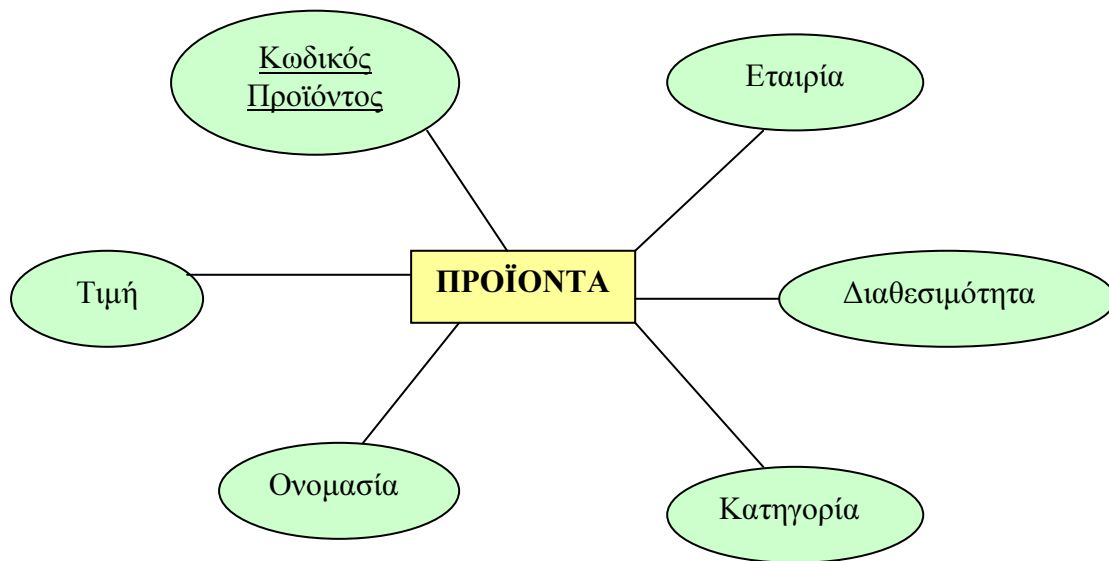 Κωδικός
Προϊόντος
Εταιρία
Τιμή
ΠΡΟΪΟΝΤΑ
Διαθεσιμότητα
Ονομασία
Κατηγορία